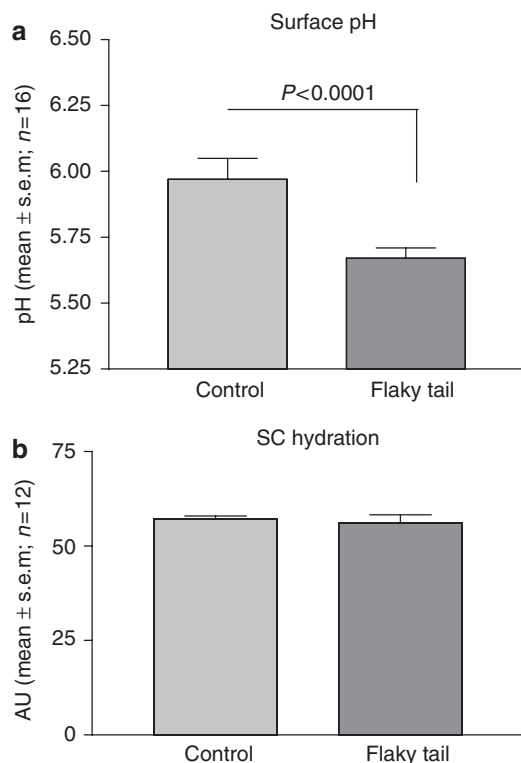 a
Surface pH
pH (mean ± s.e.m; n=16)
6.50
6.25
6.00
5.75
5.50
5.25
P<0.0001
Control Flaky tail
b
SC hydration
AU (mean ± s.e.m; n=12)
75
50
25
0
Control Flaky tail